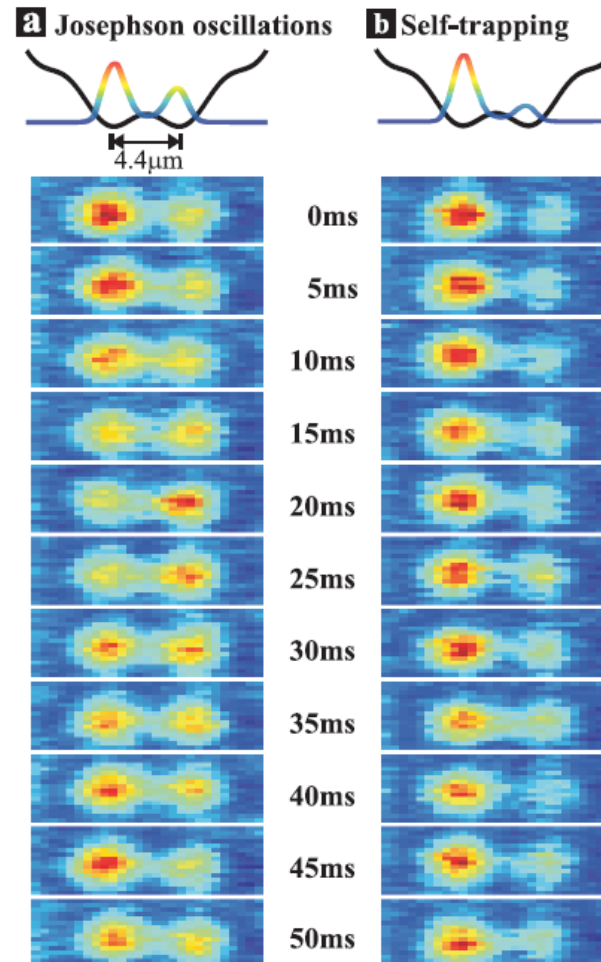 a Josephson oscillations
b Self-trapping
4.4μm
0ms
5ms
10ms
15ms
20ms
25ms
30ms
35ms
40ms
45ms
50ms